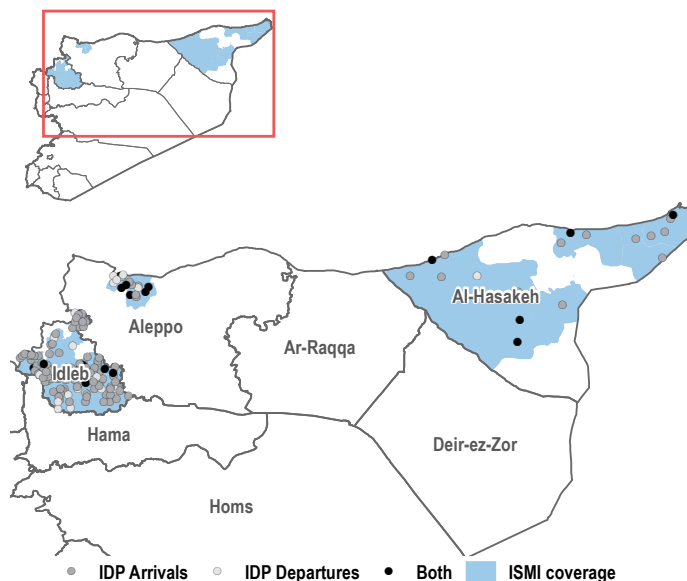 Al-Hasakeh
Aleppo
Ar-Raqqa
Idleb
Hama
Deir-ez-Zor
Homs
IDP Arrivals IDP Departures Both ISMI coverage